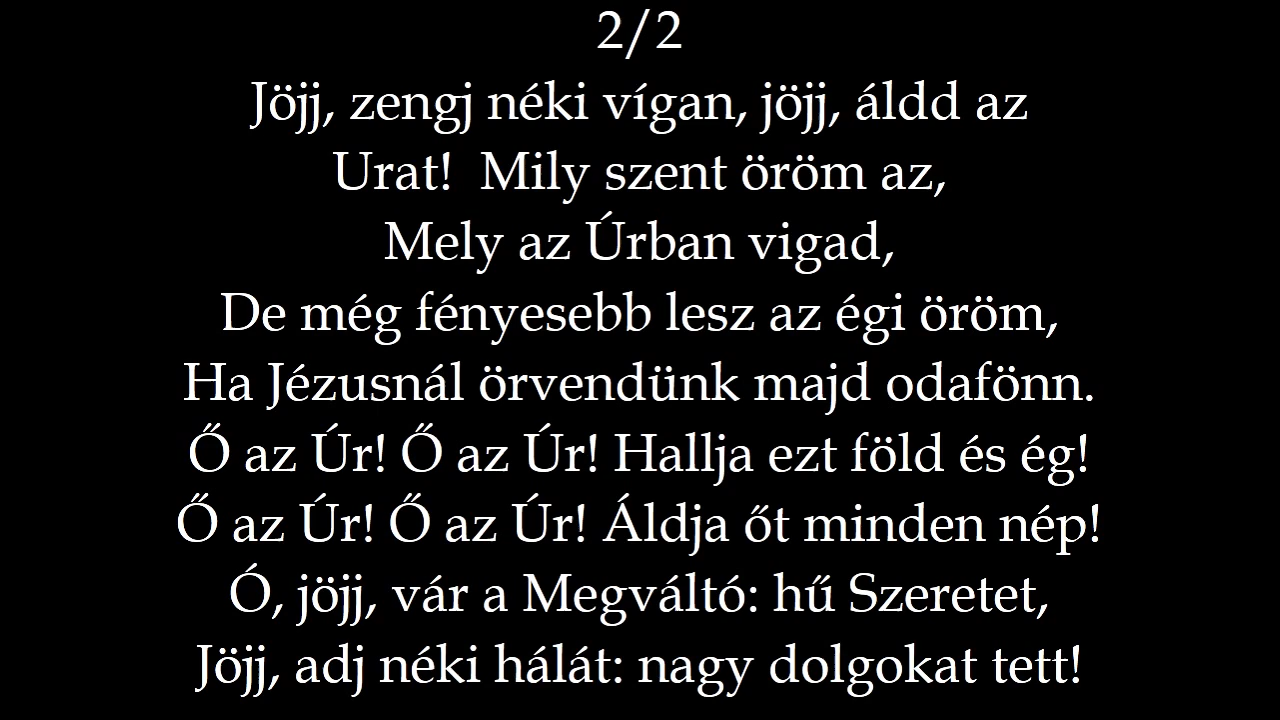 2/2
Jöjj, zengj néki vígan, jöjj, áldd az
Urat!  Mily szent öröm az,
Mely az Úrban vigad,
De még fényesebb lesz az égi öröm,
Ha Jézusnál örvendünk majd odafönn.
Ő az Úr! Ő az Úr! Hallja ezt föld és ég!
Ő az Úr! Ő az Úr! Áldja őt minden nép!
Ó, jöjj, vár a Megváltó: hű Szeretet,
Jöjj, adj néki hálát: nagy dolgokat tett!